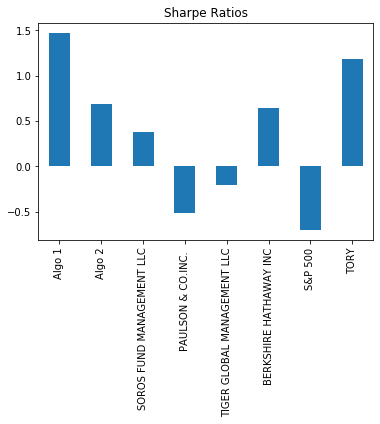 Sharpe Ratios
1.5
1.0
0.5
0.0
−0.5
Algo 1
Algo 2
SOROS FUND MANAGEMENT LLC
PAULSON & CO.INC.
TIGER GLOBAL MANAGEMENT LLC
BERKSHIRE HATHAWAY INC
S&P 500
TORY